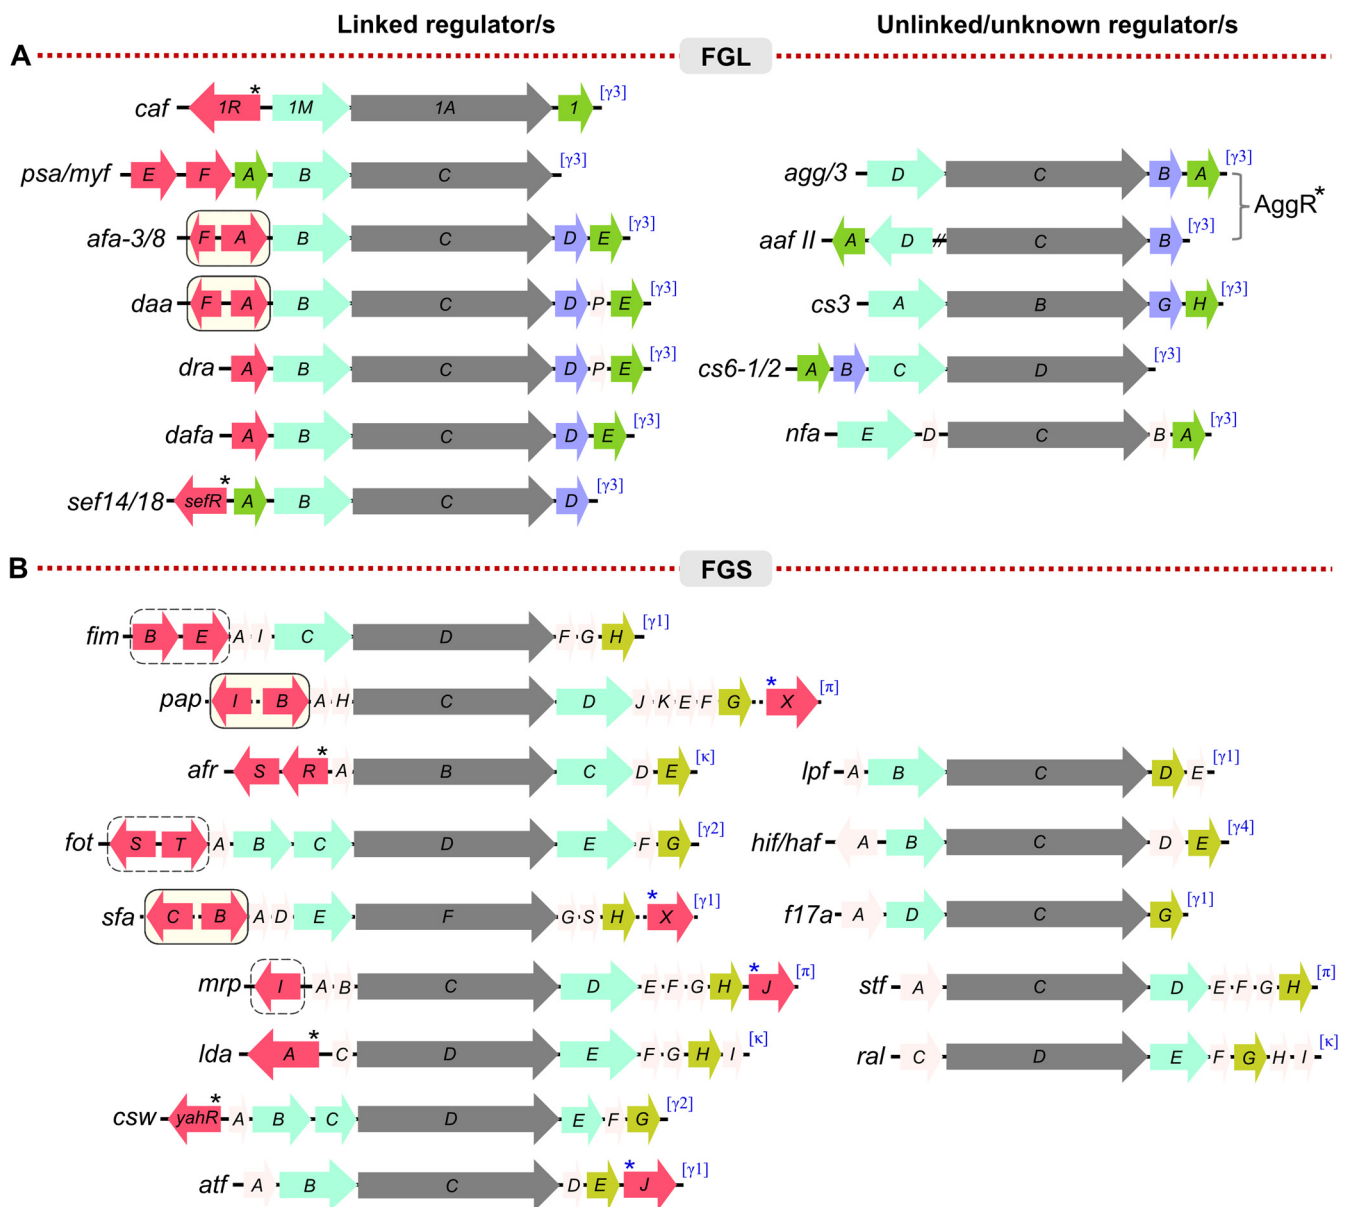 Linked regulator/s Unlinked/unknown regulator/s
A FGL
caf 1R * 1M 1A 1 [γ3]
psa/myf E F A B C [γ3]
agg/3 D C B A [γ3]
AggR*
afa-3/8 F A B C D E [γ3]
aaf II A D // C B [γ3]
daa F A B C D P E [γ3]
cs3 A B G H [γ3]
dra A B C D P E [γ3]
cs6-1/2 A B C D [γ3]
dafa A B C D E [γ3]
nfa E D C B A [γ3]
sef14/18 sefR * A B C D [γ3]
B FGS
fim B E A I C D F G H [γ1]
pap I B A H C D J K E F G * X [π]
afr S R * A B C D E [κ]
lpf A B C D E [γ1]
fot S T A B C D E F G [γ2]
hif/haf A B C D E [γ4]
sfa C B A D E F G S H * X [γ1]
f17a A D C G [γ1]
mrp I A B C D E F G H * J [π]
stf A C D E F G H [π]
lda A * C D E F G H I [κ]
ral C D E F G H I [κ]
csw yahR * A B C D E F G [γ2]
atf A B C D E * J [γ1]